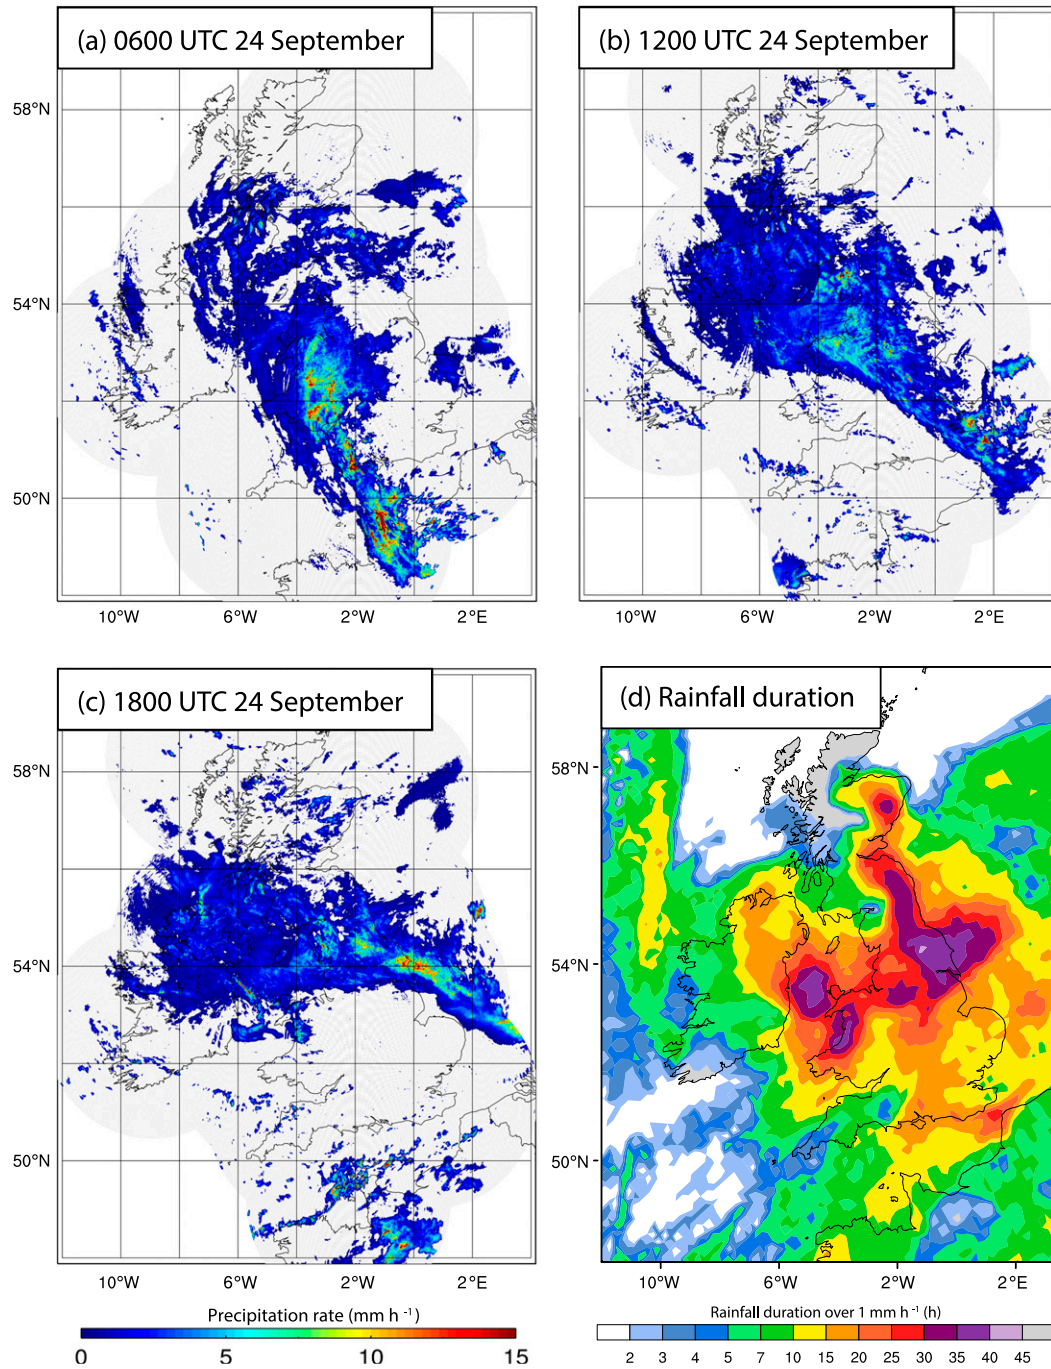 (a) 0600 UTC 24 September
(b) 1200 UTC 24 September
58°N
54°N
50°N
10°W 6°W 2°W 2°E
10°W 6°W 2°W 2°E
(c) 1800 UTC 24 September
(d) Rainfall duration
58°N
54°N
50°N
58°N
54°N
50°N
10°W 6°W 2°W 2°E
10°W 6°W 2°W 2°E
Precipitation rate (mm h -1)
0 5 10 15
Rainfall duration over 1 mm h -1 (h)
2 3 4 5 7 10 15 20 25 30 35 40 45